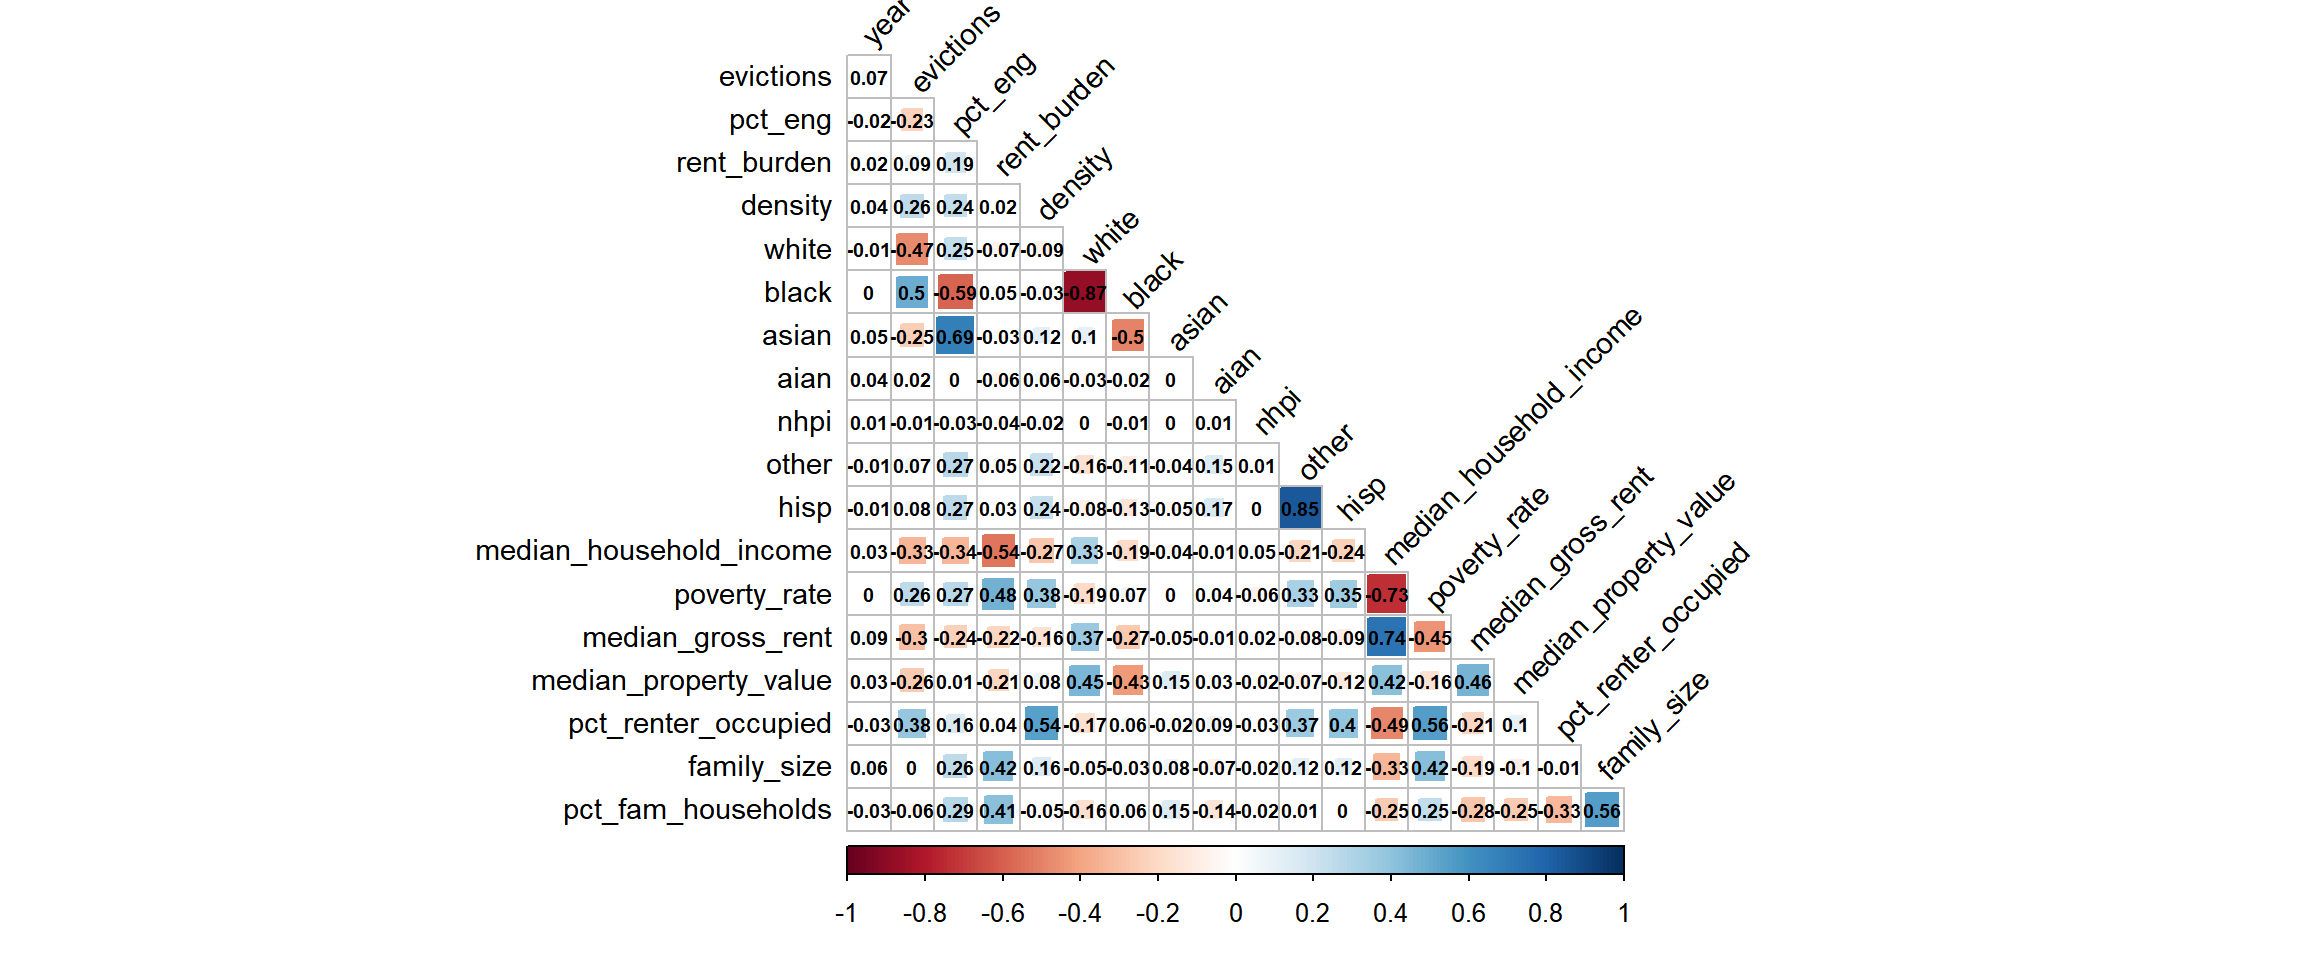 year
evictions 0.07 evictions
pct_eng -0.02 -0.23 pct_eng
rent_burden 0.02 0.09 0.19 rent_burden
density 0.04 0.26 0.24 0.02 density
white -0.01 -0.47 0.25 -0.07 -0.09 white
black 0 0.5 -0.59 0.05 -0.03 -0.87 black
asian 0.05 -0.25 0.69 -0.03 0.12 0.1 -0.5 asian
aian 0.04 0.02 0 -0.06 0.06 -0.03 -0.02 0 aian
nhpi 0.01 -0.01 -0.03 -0.04 -0.02 0 -0.01 0 0.01 nhpi
other -0.01 0.07 0.27 0.05 0.22 -0.16 -0.11 -0.04 0.15 0.01 other
hisp -0.01 0.08 0.27 0.03 0.24 -0.08 -0.13 -0.05 0.17 0 0.85 hisp
median_household_income 0.03 -0.33 -0.34 -0.54 -0.27 0.33 -0.19 -0.04 -0.01 0.05 -0.21 -0.24 median_household_income
poverty_rate 0 0.26 0.27 0.48 0.38 -0.19 0.07 0 0.04 -0.06 0.33 0.35 -0.73 poverty_rate
median_gross_rent 0.09 -0.3 -0.24 -0.22 -0.16 0.37 -0.27 -0.05 -0.01 0.02 -0.08 -0.09 0.74 -0.45 median_gross_rent
median_property_value 0.03 -0.26 0.01 -0.21 0.08 0.45 -0.43 0.15 0.03 -0.02 -0.07 -0.12 0.42 -0.16 0.46 median_property_value
pct_renter_occupied -0.03 0.38 0.16 0.04 0.54 -0.17 0.06 -0.02 0.09 -0.03 0.37 0.4 -0.49 0.56 -0.21 0.1 pct_renter_occupied
family_size 0.06 0 0.26 0.42 0.16 -0.05 -0.03 0.08 -0.07 -0.02 0.12 0.12 -0.33 0.42 -0.19 -0.1 -0.01 family_size
pct_fam_households -0.03 -0.06 0.29 0.41 -0.05 -0.16 0.06 0.15 -0.14 -0.02 0.01 0 -0.25 0.25 -0.28 -0.25 -0.33 0.56
-1 -0.8 -0.6 -0.4 -0.2 0 0.2 0.4 0.6 0.8 1